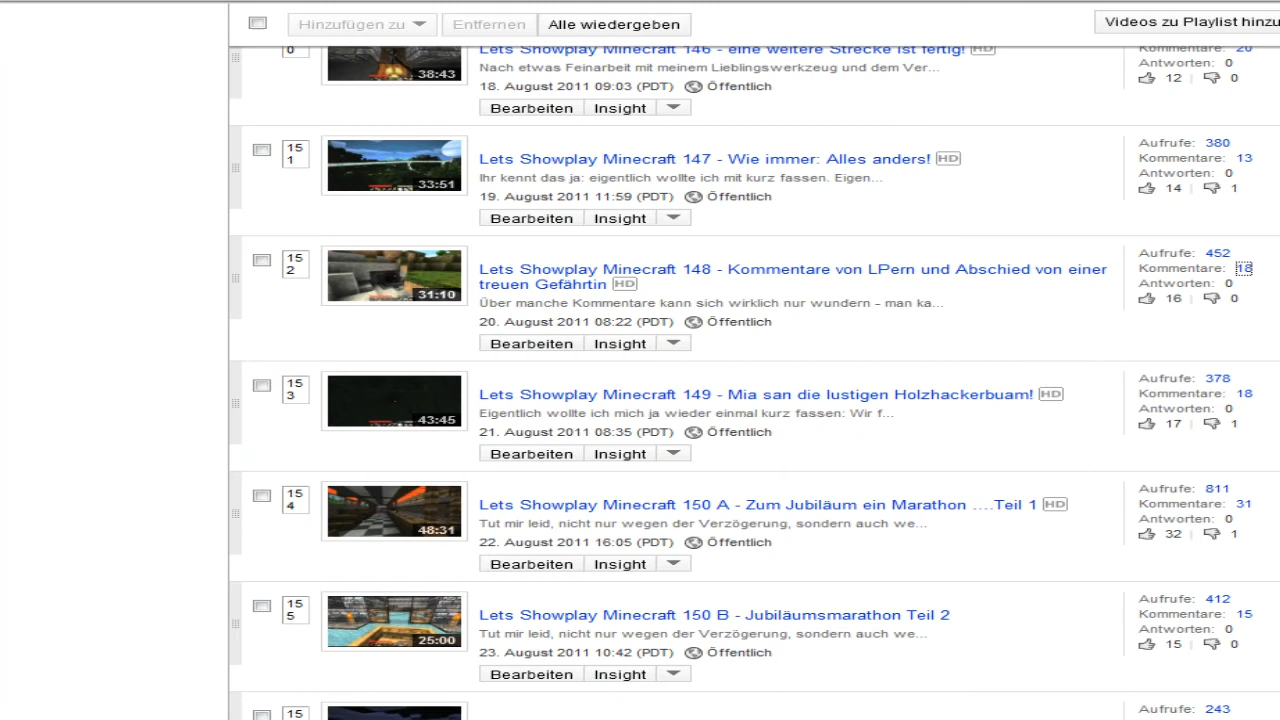 Hinzufügen zu Entfernen Alle wiedergeben Videos zu Playlist hinzu
0
38:43
Lets Showplay Minecraft 146 - eine weitere Strecke ist fertig! HD
Nach etwas Feinarbeit mit meinem Lieblingswerkzeug und dem Ver...
18. August 2011 09:03 (PDT) Öffentlich
Bearbeiten Insight
Kommentare: 20
Antworten: 0
12 | 0
15
1
33:51
Lets Showplay Minecraft 147 - Wie immer: Alles anders! HD
Ihr kennt das ja: eigentlich wollte ich mit kurz fassen. Eigen...
19. August 2011 11:59 (PDT) Öffentlich
Bearbeiten Insight
Aufrufe: 380
Kommentare: 13
Antworten: 0
14 | 1
15
2
31:10
Lets Showplay Minecraft 148 - Kommentare von LPern und Abschied von einer
treuen Gefährtin HD
Über manche Kommentare kann sich wirklich nur wundern - man ka...
20. August 2011 08:22 (PDT) Öffentlich
Bearbeiten Insight
Aufrufe: 452
Kommentare: 18
Antworten: 0
16 | 0
15
3
43:45
Lets Showplay Minecraft 149 - Mia san die lustigen Holzhackerbuam! HD
Eigentlich wollte ich mich ja wieder einmal kurz fassen: Wir f...
21. August 2011 08:35 (PDT) Öffentlich
Bearbeiten Insight
Aufrufe: 378
Kommentare: 18
Antworten: 0
17 | 1
15
4
48:31
Lets Showplay Minecraft 150 A - Zum Jubiläum ein Marathon ....Teil 1 HD
Tut mir leid, nicht nur wegen der Verzögerung, sondern auch we...
22. August 2011 16:05 (PDT) Öffentlich
Bearbeiten Insight
Aufrufe: 811
Kommentare: 31
Antworten: 0
32 | 1
15
5
25:00
Lets Showplay Minecraft 150 B - Jubiläumsmarathon Teil 2
Tut mir leid, nicht nur wegen der Verzögerung, sondern auch we...
23. August 2011 10:42 (PDT) Öffentlich
Bearbeiten Insight
Aufrufe: 412
Kommentare: 15
Antworten: 0
15 | 0
15
Aufrufe: 243